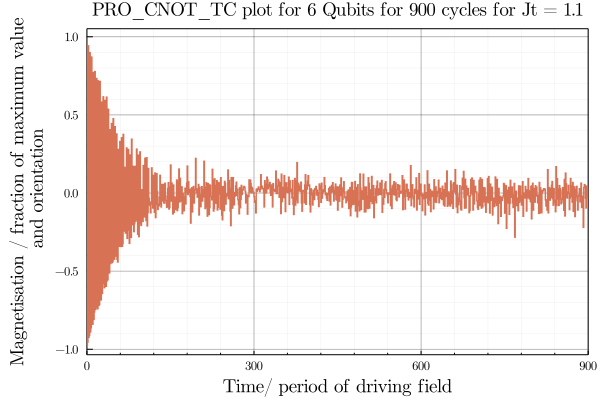 PRO_CNOT_TC plot for 6 Qubits for 900 cycles for Jt = 1.1
Magnetisation / fraction of maximum value
and orientation
1.0
0.5
0.0
−0.5
−1.0
0
300
600
900
Time/ period of driving field